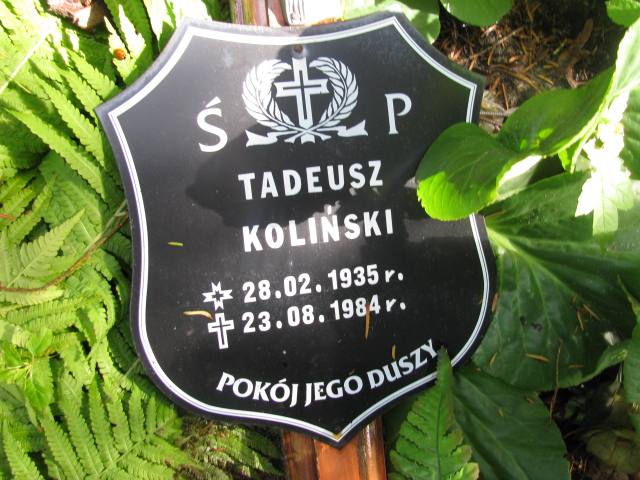 Ś P
TADEUSZ
KOLIŃSKI
28.02.1935 r.
23.08.1984 r.
POKÓJ JEGO DUSZY